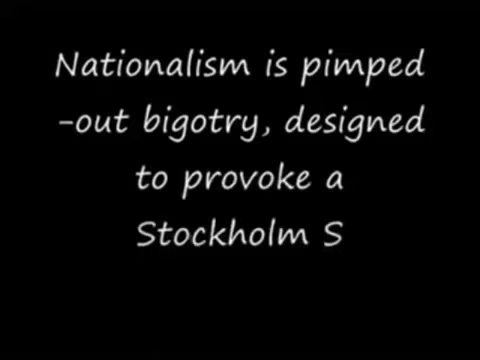 Nationalism is pimped
-out bigotry, designed
to provoke a
Stockholm S